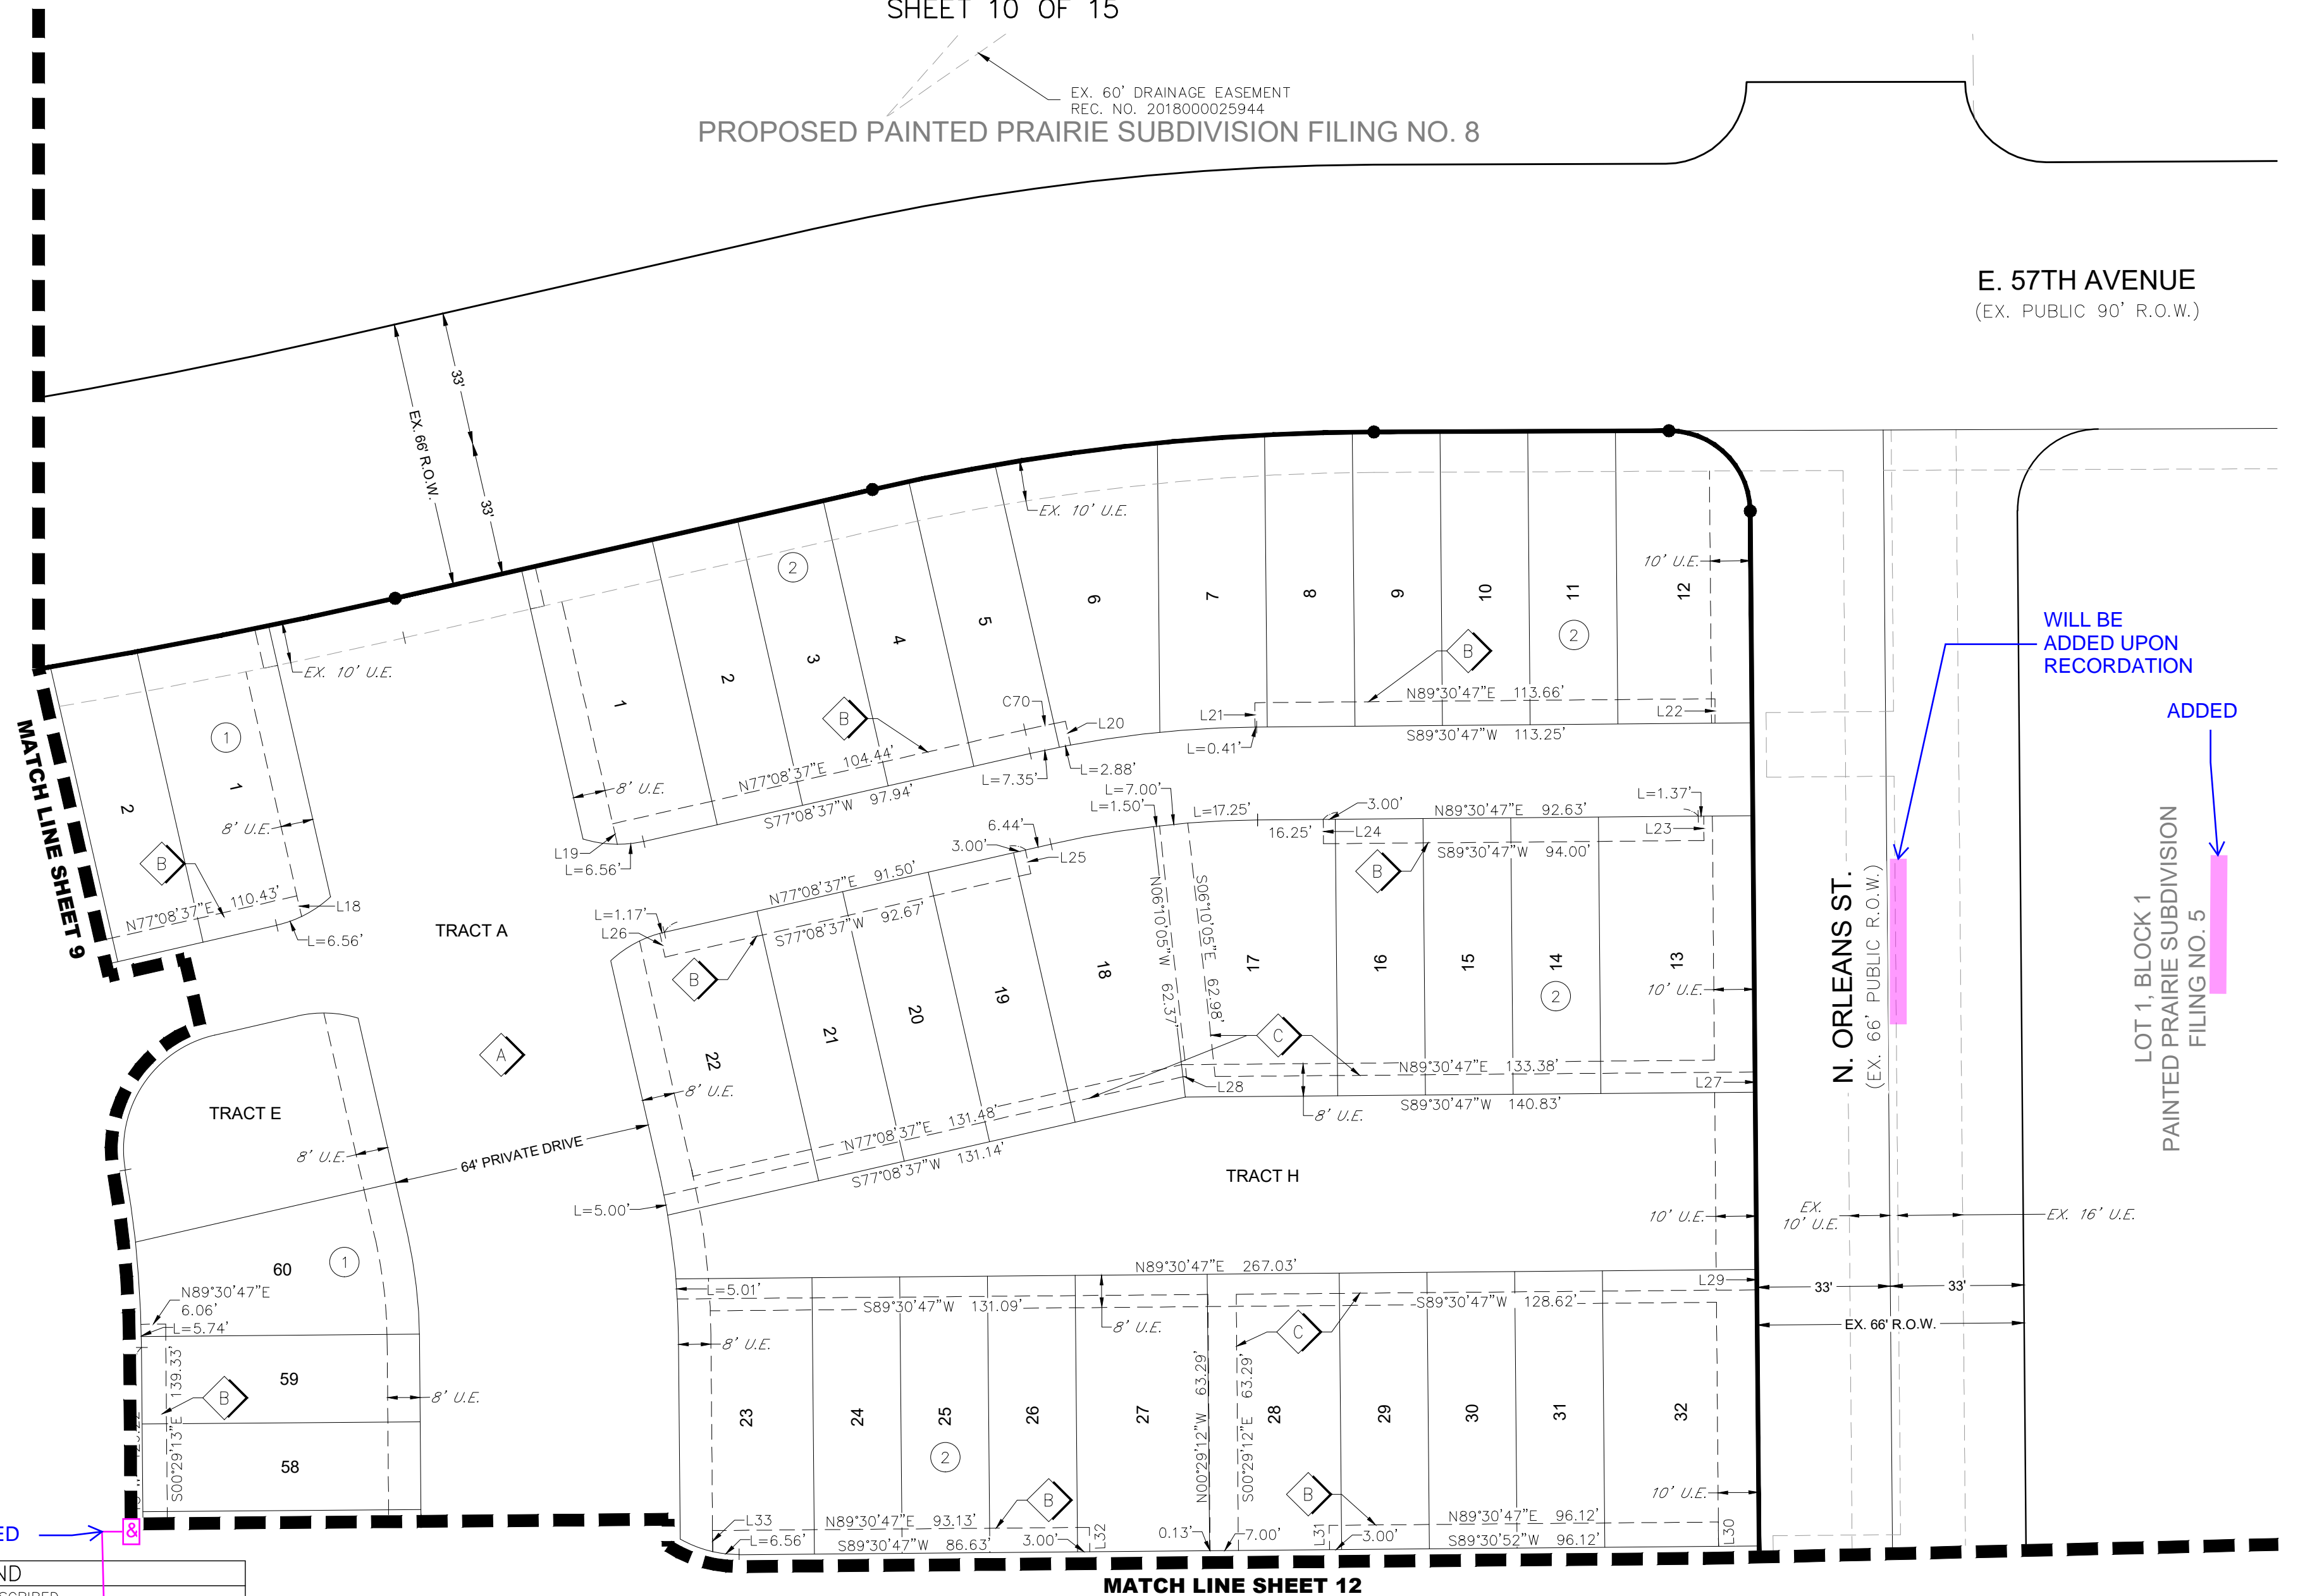 SHEET 10 OF 15
EX. 60' DRAINAGE EASEMENT
REC. NO. 2018000025944
PROPOSED PAINTED PRAIRIE SUBDIVISION FILING NO. 8
E. 57TH AVENUE
(EX. PUBLIC 90' R.O.W.)
33'
EX. 66' R.O.W.
33'
EX. 10' U.E.
EX. 10' U.E.
2
10' U.E.
1
2
3
4
5
6
7
8
9
10
11
12
2
B
B
C70
L20
L21
L22
N89°30'47"E 113.66'
S89°30'47"W 113.25'
L=0.41'
L=2.88'
L=7.35'
N77°08'37"E 104.44'
S77°08'37"W 97.94'
8' U.E.
L19
L=6.56'
WILL BE
ADDED UPON
RECORDATION
ADDED
MATCH LINE SHEET 9
2
1
1
8' U.E.
B
N77°08'37"E 110.43'
L18
L=6.56'
TRACT A
L=7.00'
L=1.50'
L=17.25'
16.25'
3.00'
L24
N89°30'47"E 92.63'
L=1.37'
L23
S89°30'47"W 94.00'
B
6.44'
3.00'
L25
N77°08'37"E 91.50'
S77°08'37"W 92.67'
L=1.17'
L26
B
N06°10'05"W 62.37'
S06°10'05"E 62.98'
22
21
20
19
18
17
16
15
14
13
2
10' U.E.
C
A
8' U.E.
N77°08'37"E 131.48'
S77°08'37"W 131.14'
L28
N89°30'47"E 133.38'
L27
8' U.E.
S89°30'47"W 140.83'
N. ORLEANS ST.
(EX. 66' PUBLIC R.O.W.)
LOT 1, BLOCK 1
PAINTED PRAIRIE SUBDIVISION
FILING NO. 5
TRACT E
8' U.E.
64' PRIVATE DRIVE
L=5.00'
TRACT H
10' U.E.
EX.
10' U.E.
EX. 16' U.E.
33'
33'
EX. 66' R.O.W.
60
1
N89°30'47"E
6.06'
L=5.74'
59
58
B
S00°29'13"E 139.33'
8' U.E.
N89°30'47"E 267.03'
L=5.01'
S89°30'47"W 131.09'
8' U.E.
8' U.E.
L29
S89°30'47"W 128.62'
C
N00°29'12"W 63.29'
S00°29'12"E 63.29'
23
24
25
26
27
28
29
30
31
32
2
B
B
10' U.E.
L33
L=6.56'
N89°30'47"E 93.13'
S89°30'47"W 86.63'
3.00'
L32
0.13'
7.00'
L31
3.00'
N89°30'47"E 96.12'
S89°30'52"W 96.12'
L30
&
MATCH LINE SHEET 12